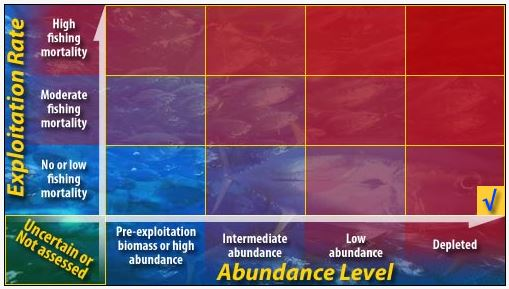 Exploitation Rate
High
fishing
mortality
Moderate
fishing
mortality
No or low
fishing
mortality
√
Uncertain or
Not assessed
Pre-exploitation
biomass or high
abundance
Intermediate
abundance
Low
abundance
Depleted
Abundance Level